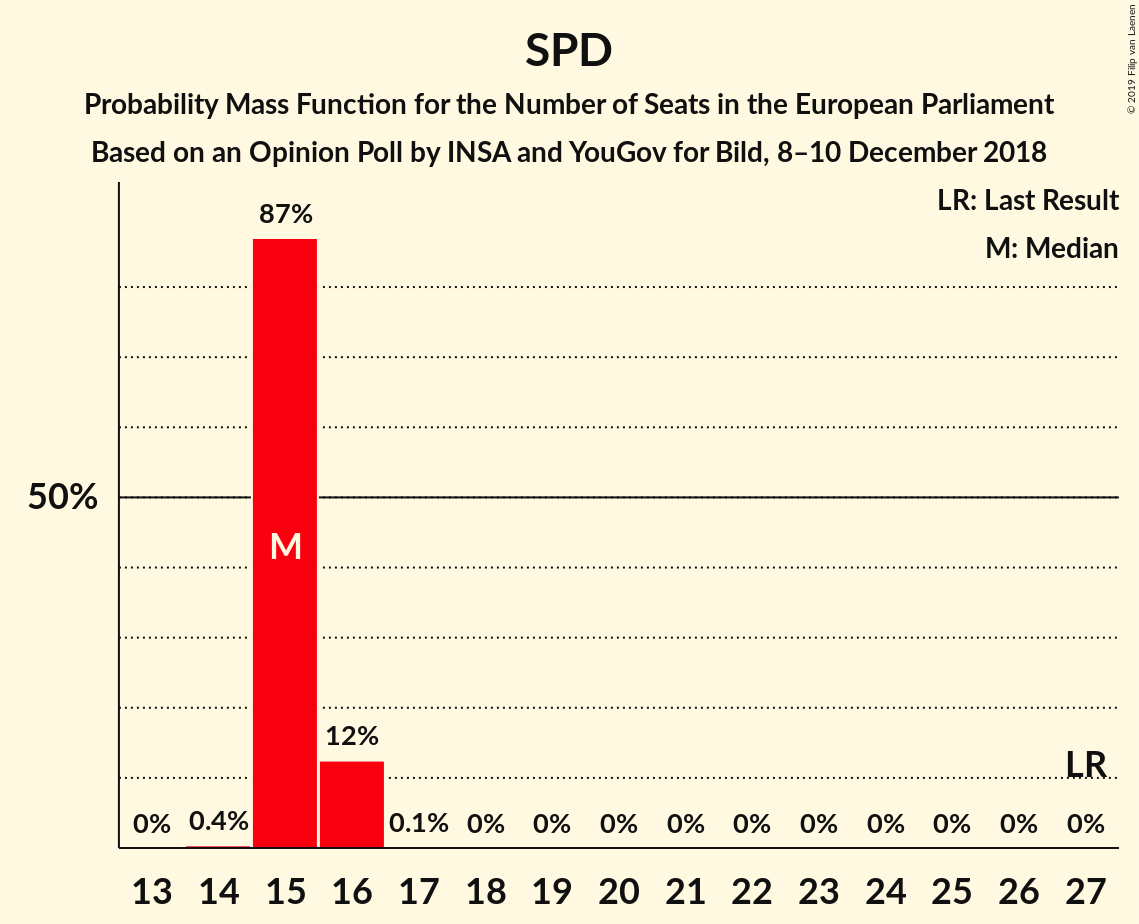 SPD
Probability Mass Function for the Number of Seats in the European Parliament
Based on an Opinion Poll by INSA and YouGov for Bild, 8–10 December 2018
© 2019 Filip van Laenen
LR: Last Result
M: Median
87%
50%
M
12%
LR
0% 0.4% 0.1% 0% 0% 0% 0% 0% 0% 0% 0% 0% 0%
13 14 15 16 17 18 19 20 21 22 23 24 25 26 27